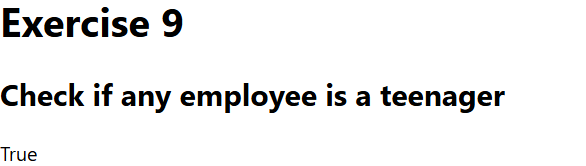 Exercise 9
Check if any employee is a teenager
True